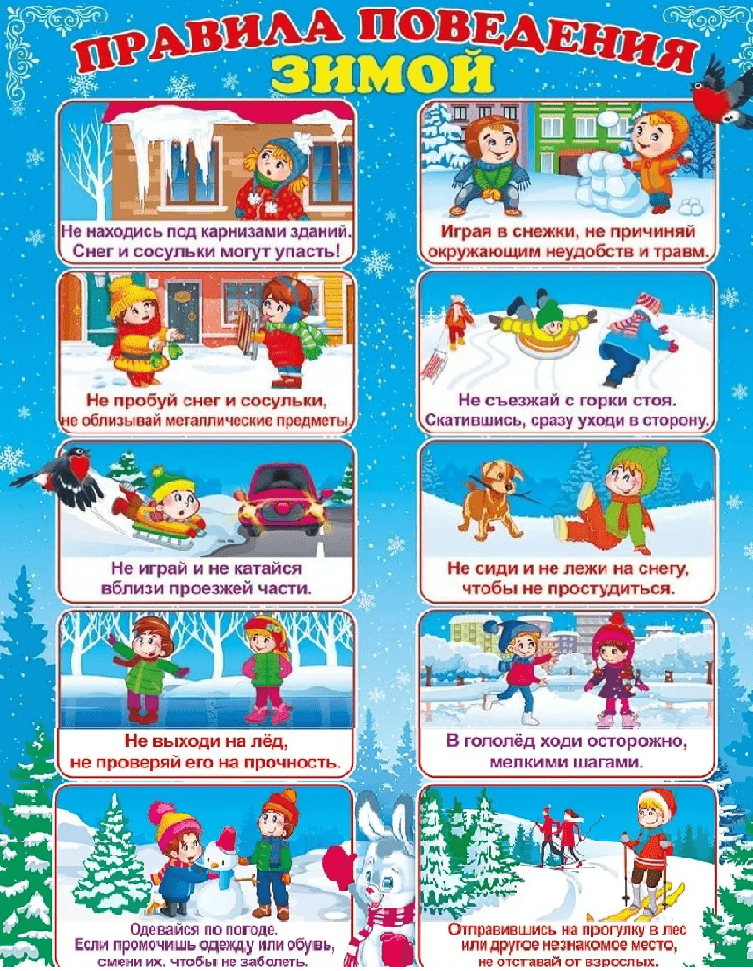 ПРАВИЛА ПОВЕДЕНИЯ
ЗИМОЙ
Не находись под карнизами зданий.
Снег и сосульки могут упасть!
Играя в снежки, не причиняй
окружающим неудобств и травм.
Не пробуй снег и сосульки,
не облизывай металлические предметы
Не съезжай с горки стоя.
Скатившись, сразу уходи в сторону.
Не играй и не катайся
вблизи проезжей части.
Не сиди и не лежи на снегу,
чтобы не простудиться.
Не выходи на лёд,
не проверяй его на прочность.
В гололёд ходи осторожно,
мелкими шагами.
Одевайся по погоде.
Если промочишь одежду или обувь,
смени их, чтобы не заболеть.
Отправившись на прогулку в лес
или другое незнакомое место,
не отставай от взрослых.